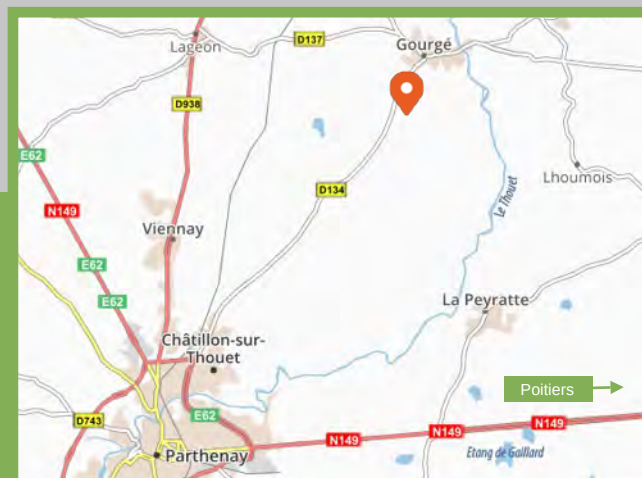 D137
Gourgé
Lageon
D938
E62
Lhoumois
D134
N149
Le Thouet
Viennay
E62
E62
La Peyratte
Châtillon-sur-
Thouet
Poitiers
E62
D743
N149
N149
N149
Parthenay
Etang de Gaillard